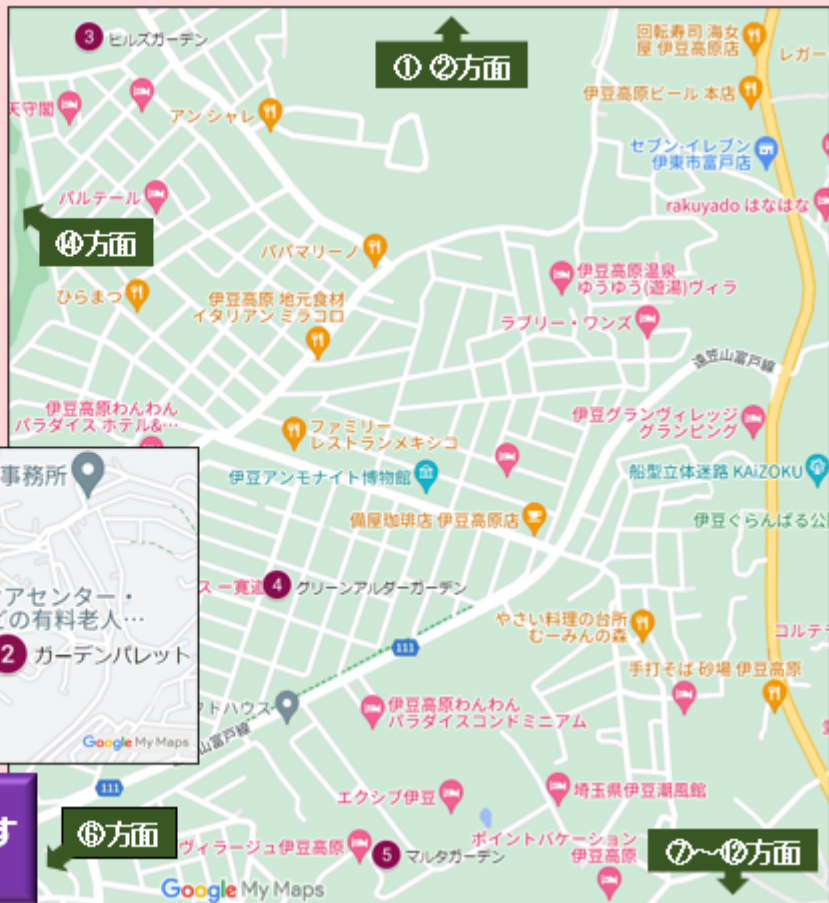 3 ヒルズガーデン
① ②方面
回転寿司 海女
屋 伊豆高原店
レガー
天守閣
アン シャレ
伊豆高原ビール 本店
セブン-イレブン
伊東市富戸店
パルテール
rakuyado はなはな
⑭方面
パパマリーノ
伊豆高原温泉
ゆうゆう(遊湯)ヴィラ
ひらまつ
伊豆高原 地元食材
イタリアン ミラコロ
ラブリー・ワンズ
遠笠山富戸線
伊豆高原わんわん
パラダイス ホテル&…
伊豆グランヴィレッジ
グランピング
ファミリー
レストランメキシコ
事務所
伊豆アンモナイト博物館
船型立体迷路 KAiZOKU
備屋珈琲店 伊豆高原店
伊豆ぐらんぱる公
ス 一寛
4 グリーンアルダーガーデン
アセンター・
どの有料老人…
やさい料理の台所
むーみんの森
コルテ
2 ガーデンパレット
111
手打そば 砂場 伊豆高原
トハウス
伊豆高原わんわん
パラダイスコンドミニアム
Google My Maps
山富戸線
111
エクシブ伊豆
埼玉県伊豆潮風館
す
⑥方面
ヴィラージュ伊豆高原
5 マルタガーデン
ポイントバケーション
伊豆高原
⑦～⑫方面
Google My Maps